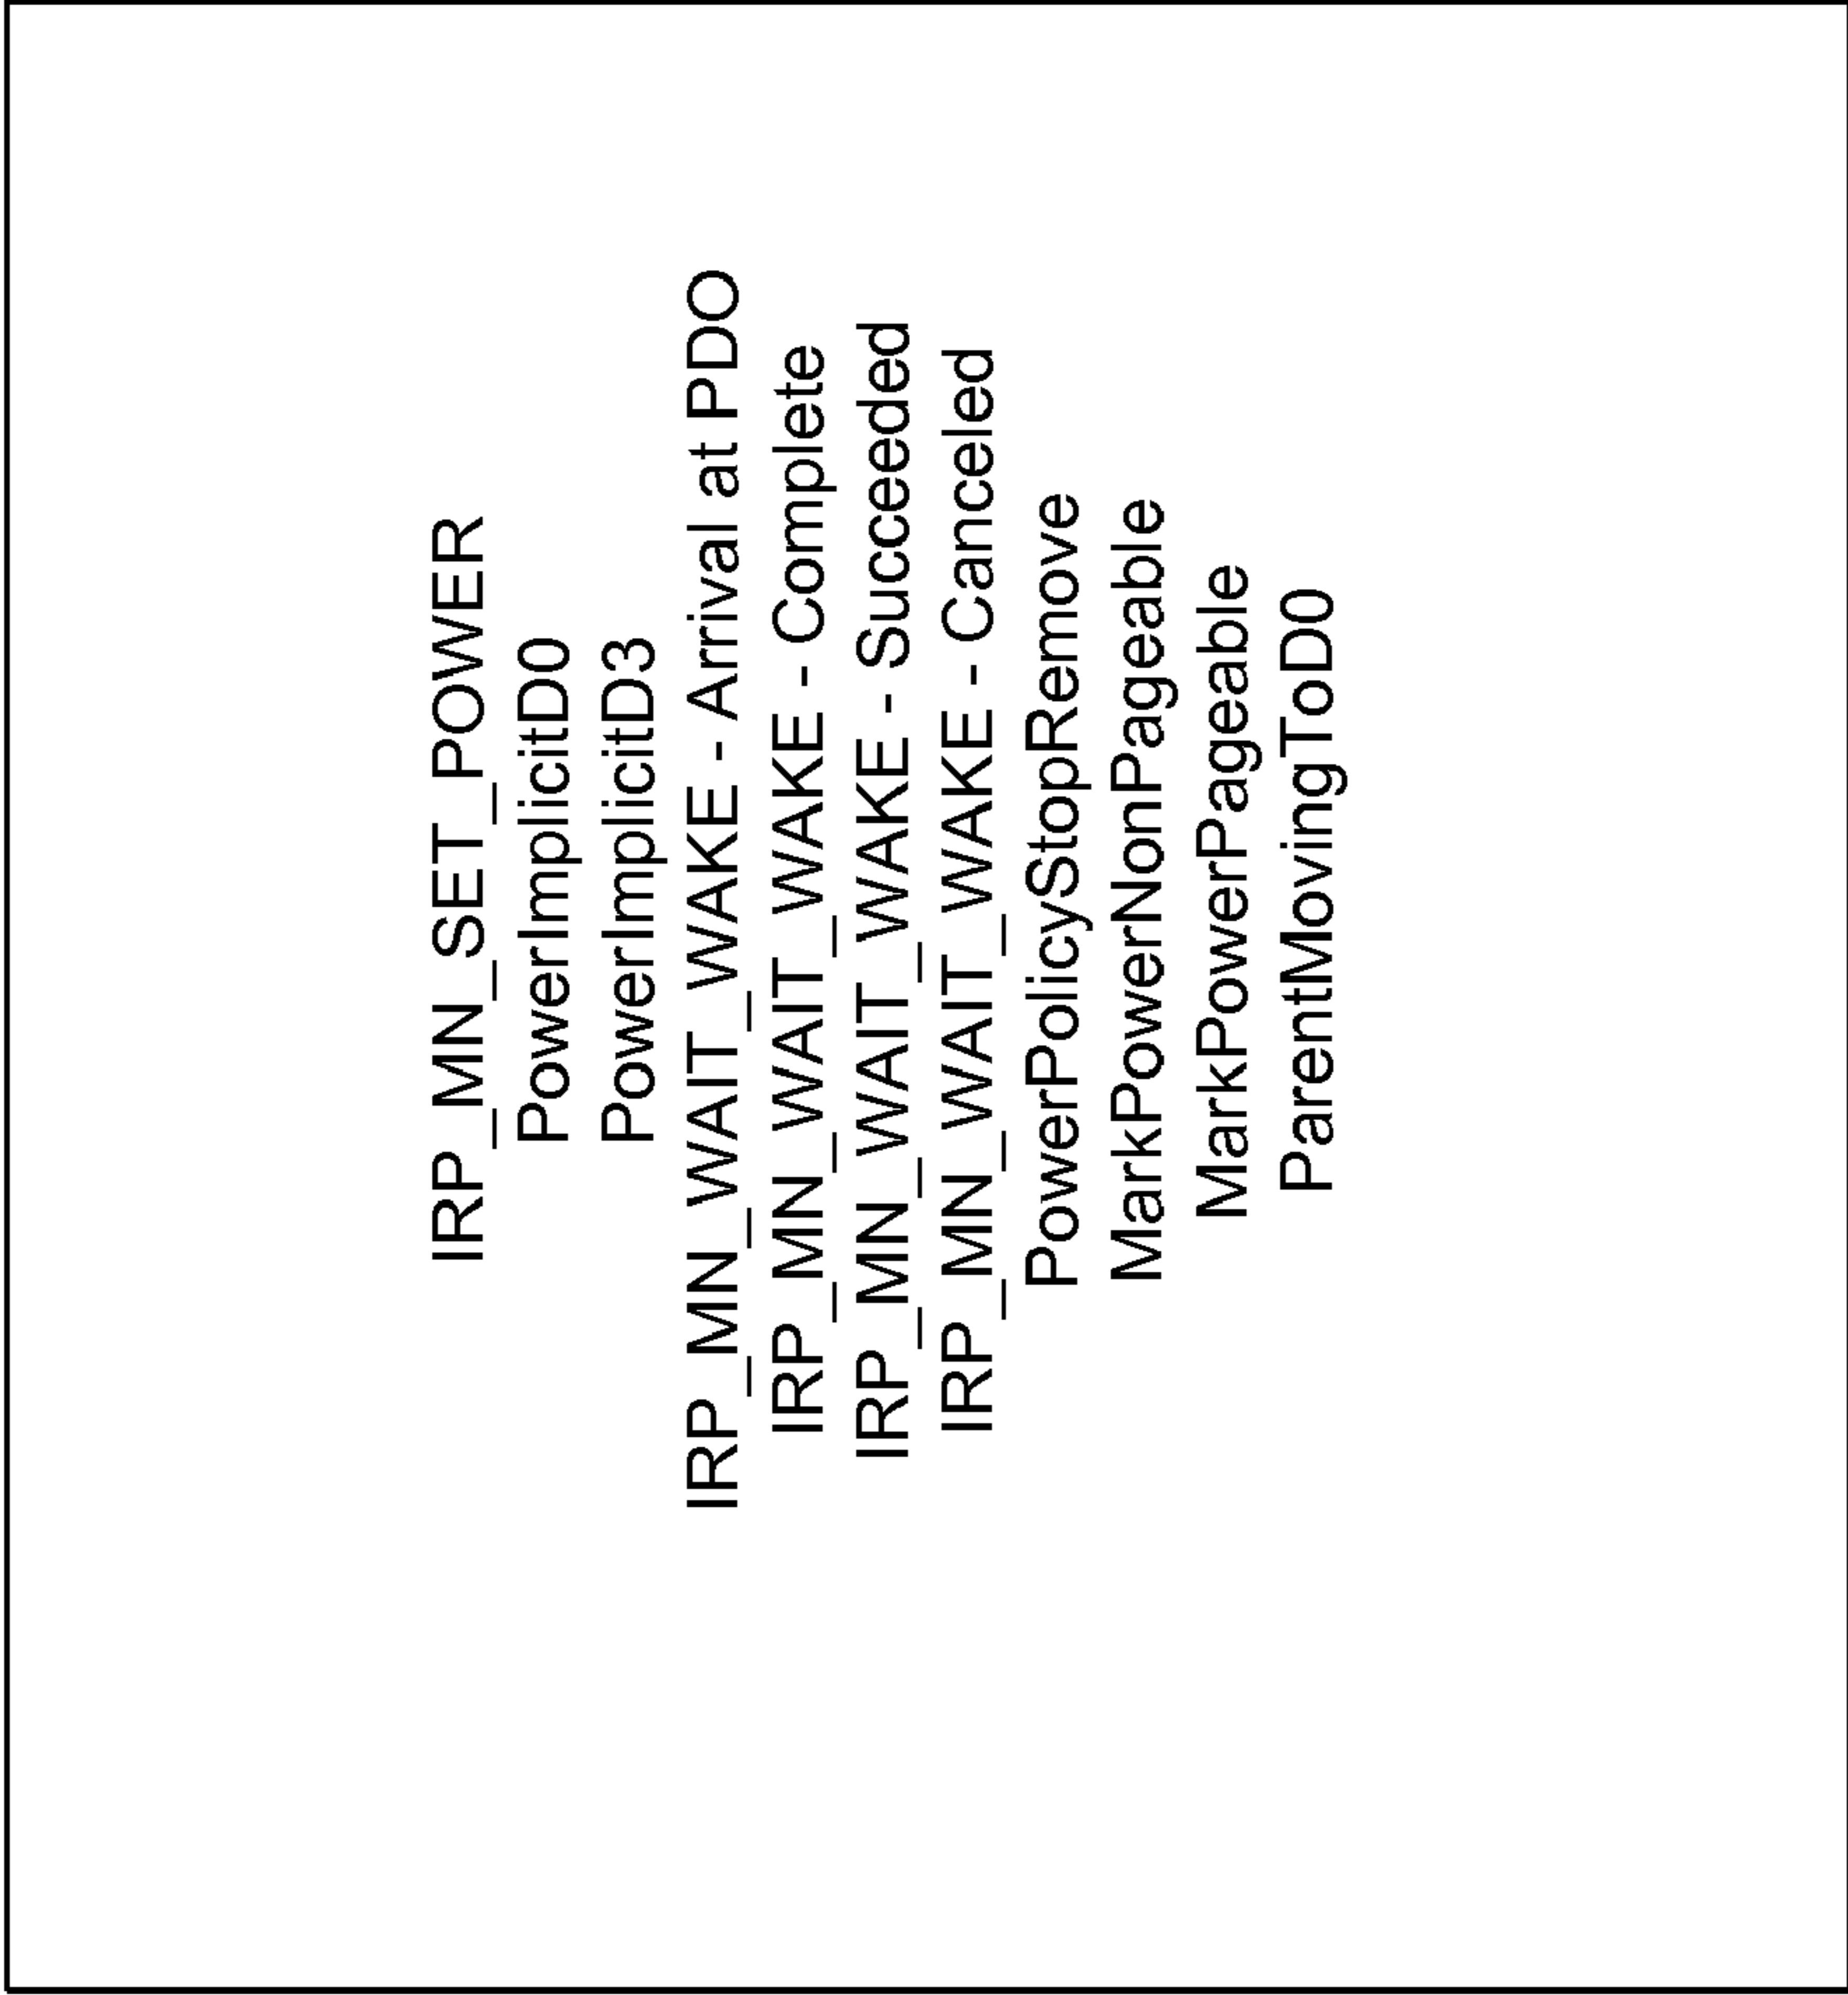 IRP_MN_SET_POWER
PowerImplicitD0
PowerImplicitD3
IRP_MN_WAIT_WAKE - Arrival at PDO
IRP_MN_WAIT_WAKE - Complete
IRP_MN_WAIT_WAKE - Succeeded
IRP_MN_WAIT_WAKE - Canceled
PowerPolicyStopRemove
MarkPowerNonPageable
MarkPowerPageable
ParentMovingToD0